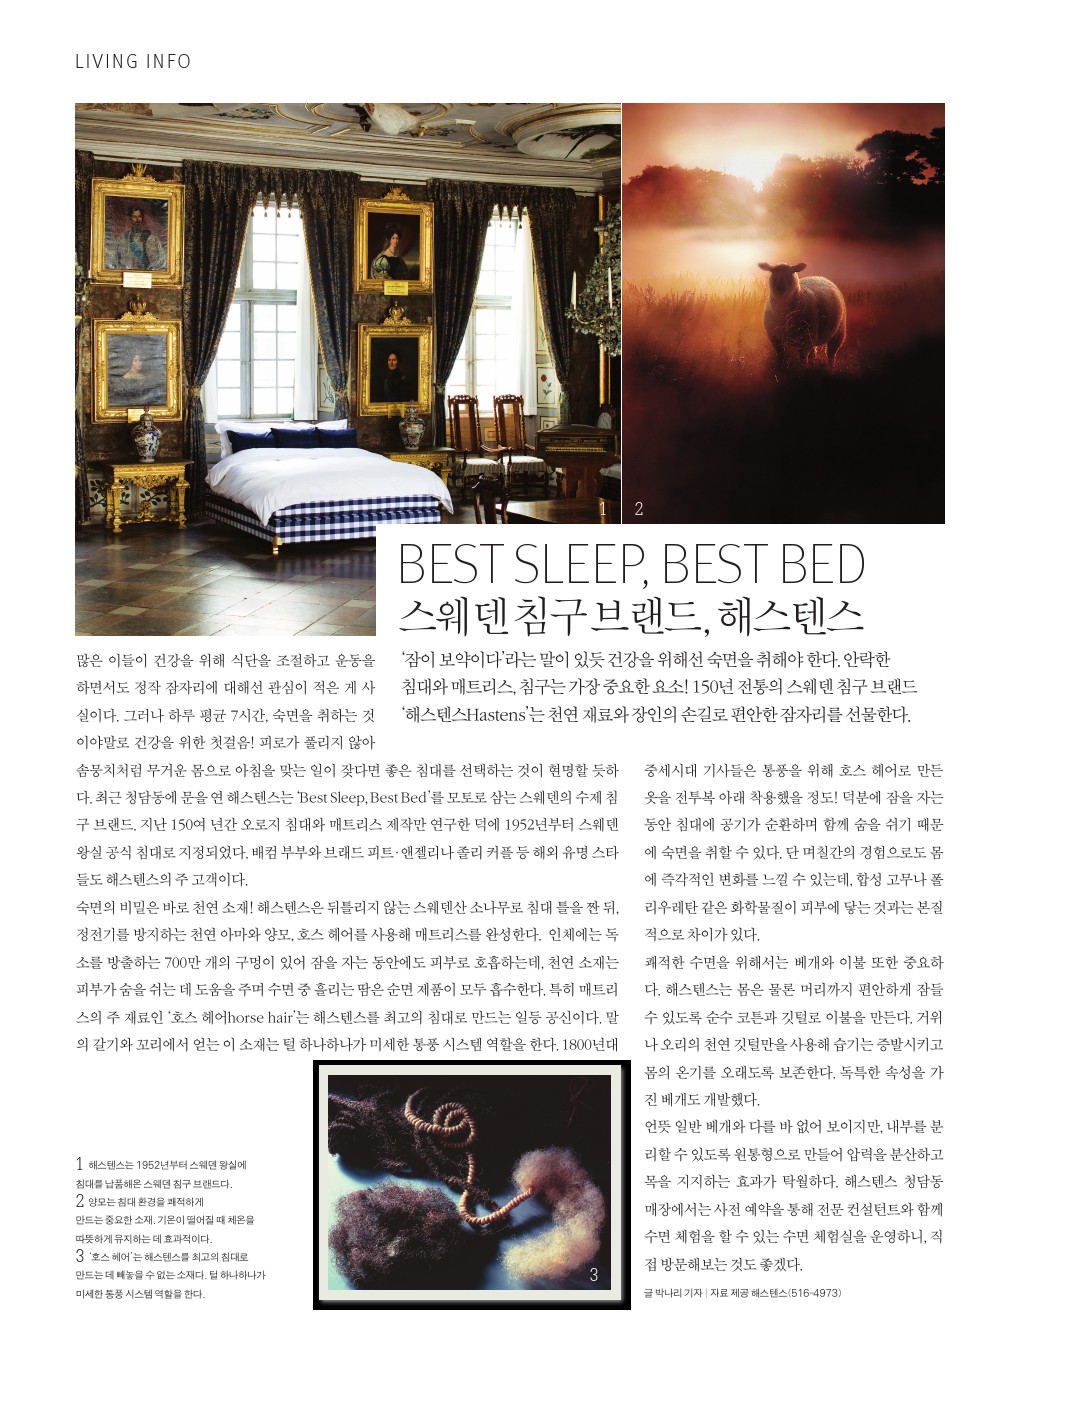 LIVING INFO
1
2
BEST SLEEP, BEST BED
스웨덴 침구 브랜드, 해스텐스
‘잠이 보약이다’라는 말이 있듯 건강을 위해선 숙면을 취해야 한다. 안락한
침대와 매트리스, 침구는 가장 중요한 요소! 150년 전통의 스웨덴 침구 브랜드
‘해스텐스Hastens’는 천연 재료와 장인의 손길로 편안한 잠자리를 선물한다.
많은 이들이 건강을 위해 식단을 조절하고 운동을
하면서도 정작 잠자리에 대해선 관심이 적은 게 사
실이다. 그러나 하루 평균 7시간, 숙면을 취하는 것
이야말로 건강을 위한 첫걸음! 피로가 풀리지 않아
솜뭉치처럼 무거운 몸으로 아침을 맞는 일이 잦다면 좋은 침대를 선택하는 것이 현명할 듯하
다. 최근 청담동에 문을 연 해스텐스는 ‘Best Sleep, Best Bed’를 모토로 삼는 스웨덴의 수제 침
구 브랜드. 지난 150여 년간 오로지 침대와 매트리스 제작만 연구한 덕에 1952년부터 스웨덴
왕실 공식 침대로 지정되었다. 배컴 부부와 브래드 피트·앤젤리나 졸리 커플 등 해외 유명 스타
들도 해스텐스의 주 고객이다.
숙면의 비밀은 바로 천연 소재! 해스텐스은 뒤틀리지 않는 스웨덴산 소나무로 침대 틀을 짠 뒤,
정전기를 방지하는 천연 아마와 양모, 호스 헤어를 사용해 매트리스를 완성한다. 인체에는 독
소를 방출하는 700만 개의 구멍이 있어 잠을 자는 동안에도 피부로 호흡하는데, 천연 소재는
피부가 숨을 쉬는 데 도움을 주며 수면 중 흘리는 땀은 순면 제품이 모두 흡수한다. 특히 매트리
스의 주 재료인 ‘호스 헤어horse hair’는 해스텐스를 최고의 침대로 만드는 일등 공신이다. 말
의 갈기와 꼬리에서 얻는 이 소재는 털 하나하나가 미세한 통풍 시스템 역할을 한다. 1800년대
중세시대 기사들은 통풍을 위해 호스 헤어로 만든
옷을 전투복 아래 착용했을 정도! 덕분에 잠을 자는
동안 침대에 공기가 순환하며 함께 숨을 쉬기 때문
에 숙면을 취할 수 있다. 단 며칠간의 경험으로도 몸
에 즉각적인 변화를 느낄 수 있는데, 합성 고무나 폴
리우레탄 같은 화학물질이 피부에 닿는 것과는 본질
적으로 차이가 있다.
쾌적한 수면을 위해서는 베개와 이불 또한 중요하
다. 해스텐스는 몸은 물론 머리까지 편안하게 잠들
수 있도록 순수 코튼과 깃털로 이불을 만든다. 거위
나 오리의 천연 깃털만을 사용해 습기는 증발시키고
몸의 온기를 오래도록 보존한다. 독특한 속성을 가
진 베개도 개발했다.
언뜻 일반 베개와 다를 바 없어 보이지만, 내부를 분
리할 수 있도록 원통형으로 만들어 압력을 분산하고
목을 지지하는 효과가 탁월하다. 해스텐스 청담동
매장에서는 사전 예약을 통해 전문 컨설턴트와 함께
수면 체험을 할 수 있는 수면 체험실을 운영하니, 직
접 방문해보는 것도 좋겠다.
글 박나리 기자 | 자료 제공 해스텐스(516-4973)
1 해스텐스는 1952년부터 스웨덴 왕실에
침대를 납품해온 스웨덴 침구 브랜드다.
2 양모는 침대 환경을 쾌적하게
만드는 중요한 소재. 기온이 떨어질 때 체온을
따뜻하게 유지하는 데 효과적이다.
3 ‘호스 헤어’는 해스텐스를 최고의 침대로
만드는 데 빼놓을 수 없는 소재다. 털 하나하나가
미세한 통풍 시스템 역할을 한다.
3